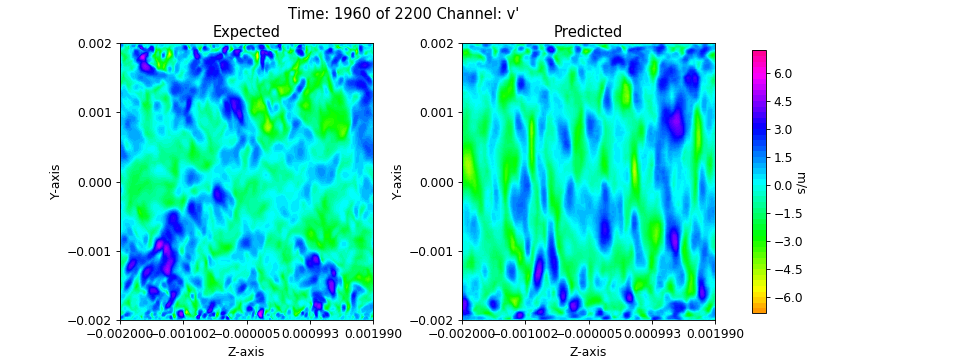 Time: 1960 of 2200 Channel: v'
Expected
Predicted
0.002
0.001
0.000
−0.001
−0.002
Y-axis
−0.002000 −0.001002 −0.000005 0.000993 0.001990
Z-axis
0.002
0.001
0.000
−0.001
−0.002
Y-axis
−0.002000 −0.001002 −0.000005 0.000993 0.001990
Z-axis
6.0
4.5
3.0
1.5
0.0
−1.5
−3.0
−4.5
−6.0
m/s